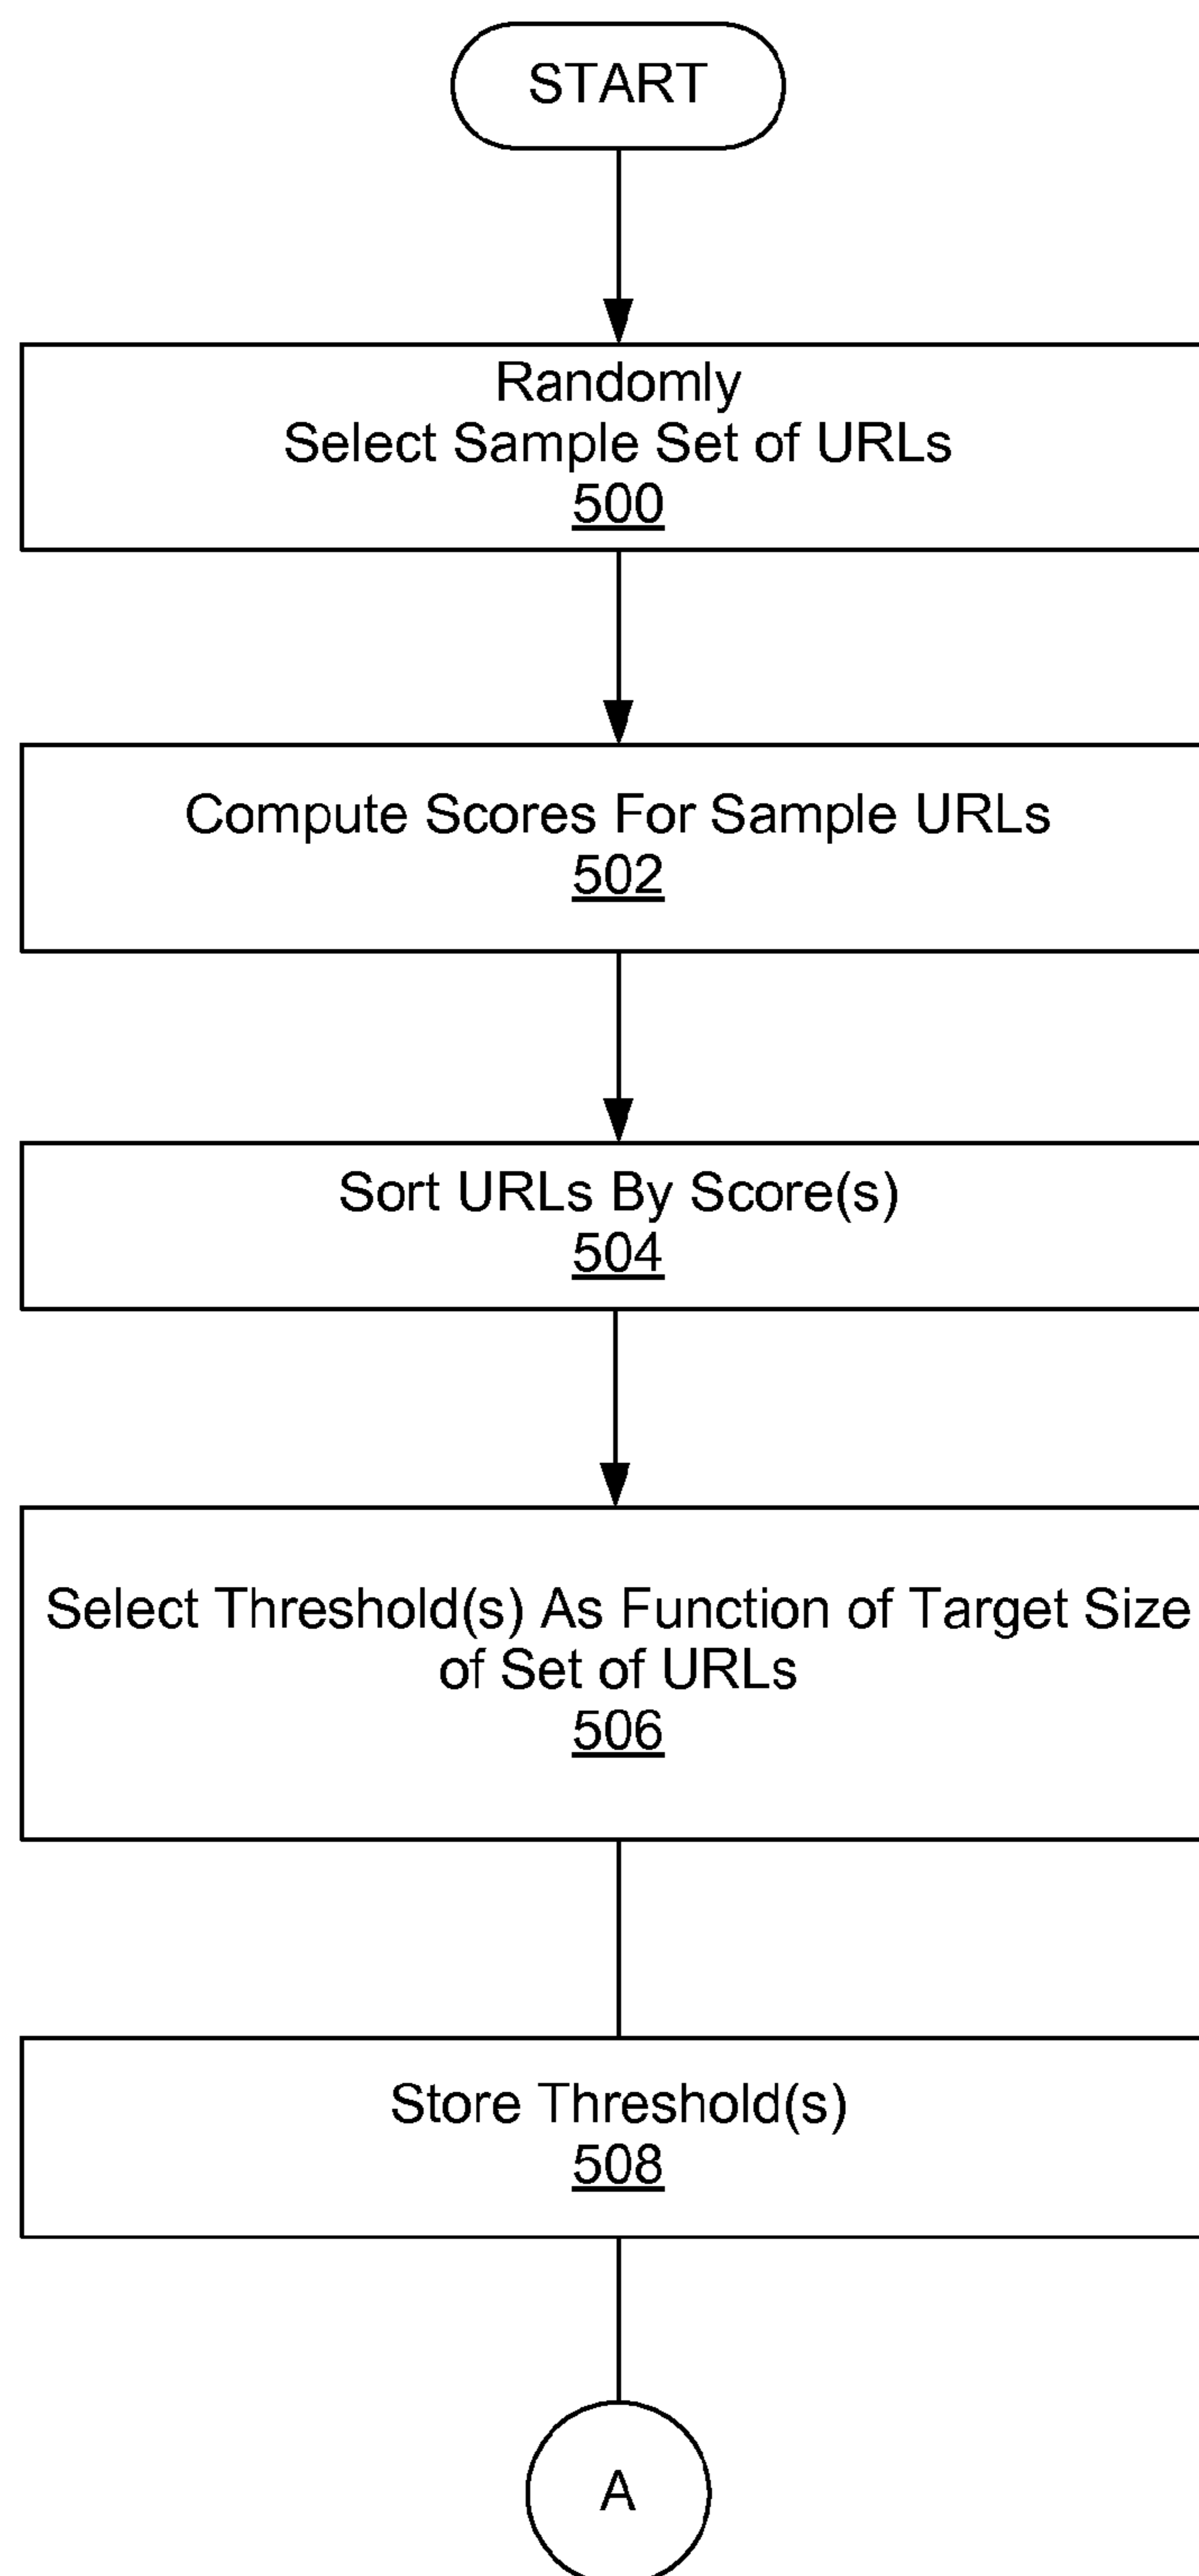 START
Randomly
Select Sample Set of URLs
500
Compute Scores For Sample URLs
502
Sort URLs By Score(s)
504
Select Threshold(s) As Function of Target Size
of Set of URLs
506
Store Threshold(s)
508
A